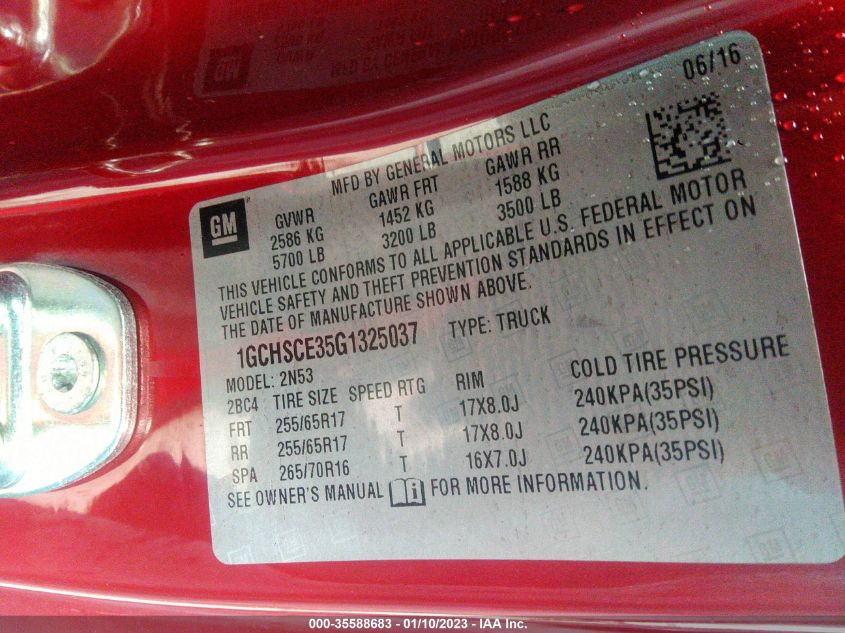 06/16
MFD BY GENERAL MOTORS LLC
GM
GVWR GAWR FRT GAWR RR
2586 KG 1452 KG 1588 KG
5700 LB 3200 LB 3500 LB
THIS VEHICLE CONFORMS TO ALL APPLICABLE U.S. FEDERAL MOTOR
VEHICLE SAFETY AND THEFT PREVENTION STANDARDS IN EFFECT ON
THE DATE OF MANUFACTURE SHOWN ABOVE.
1GCHSCE35G1325037 TYPE: TRUCK
MODEL: 2N53
2BC4 TIRE SIZE SPEED RTG RIM COLD TIRE PRESSURE
FRT 255/65R17 T 17X8.0J 240KPA(35PSI)
RR 255/65R17 T 17X8.0J 240KPA(35PSI)
SPA 265/70R16 T 16X7.0J 240KPA(35PSI)
SEE OWNER'S MANUAL FOR MORE INFORMATION.
000-35588683 - 01/10/2023 - IAA Inc.